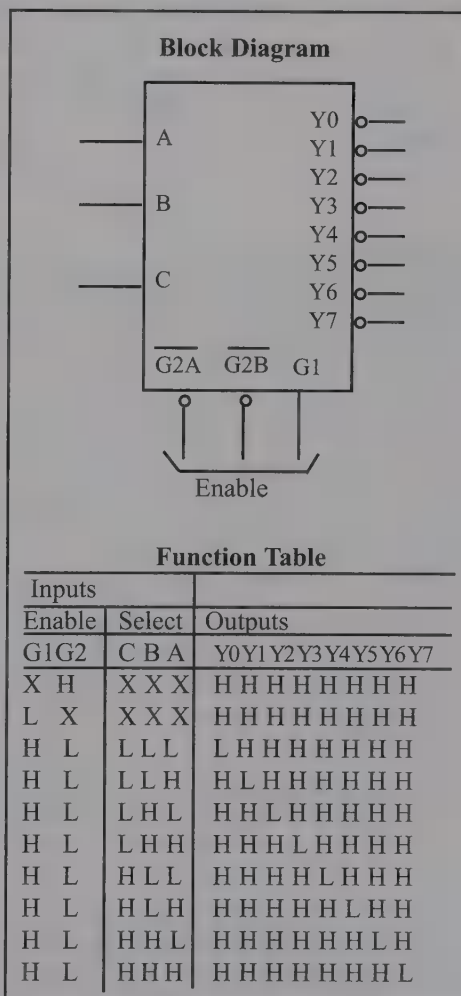 Block Diagram
A
B
C
Y0
Y1
Y2
Y3
Y4
Y5
Y6
Y7
G2A G2B G1
Enable
Function Table
Inputs
Enable Select Outputs
G1G2 C B A Y0Y1Y2Y3Y4Y5Y6Y7
X H X X X H H H H H H H H
L X X X X H H H H H H H H
H L L L L L H H H H H H H
H L L L H H L H H H H H H
H L L H L H H L H H H H H
H L L H H H H H L H H H H
H L H L L H H H H L H H H
H L H L H H H H H H L H H
H L H H L H H H H H H L H
H L H H H H H H H H H H L